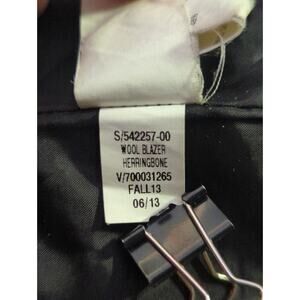 S/542257-00
WOOL BLAZER
HERRINGBONE
V/700031265
FALL13
06/13